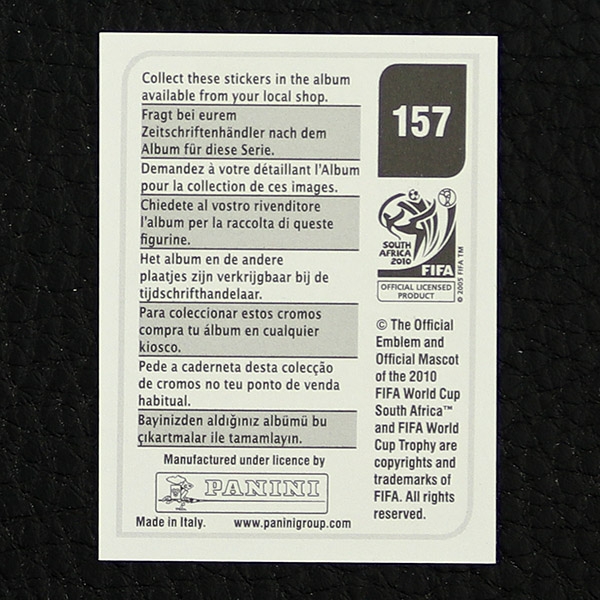 Collect these stickers in the album
available from your local shop.
Fragt bei eurem
Zeitschriftenhändler nach dem
Album für diese Serie.
Demandez à votre détaillant l'Album
pour la collection de ces images.
Chiedete al vostro rivenditore
l'album per la raccolta di queste
figurine.
Het album en de andere
plaatjes zijn verkrijgbaar bij de
tijdschrifthandelaar.
Para coleccionar estos cromos
compra tu álbum en cualquier
kiosco.
Pede a caderneta desta colecção
de cromos no teu ponto de venda
habitual.
Bayinizden aldığınız albümü bu
çıkartmalar ile tamamlayın.
Manufactured under licence by
PANINI
Made in Italy. www.paninigroup.com
157
SOUTH
AFRICA
2010
FIFA
OFFICIAL LICENSED
PRODUCT
© 2005 FIFA TM
© The Official
Emblem and
Official Mascot
of the 2010
FIFA World Cup
South Africa™
and FIFA World
Cup Trophy are
copyrights and
trademarks of
FIFA. All rights
reserved.